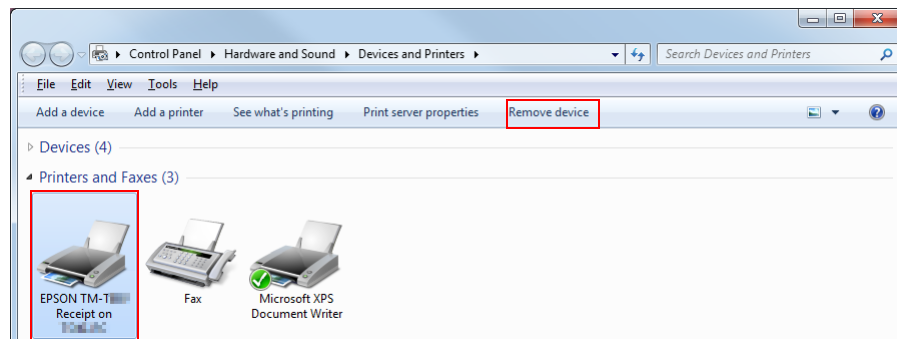 Control Panel ▸ Hardware and Sound ▸ Devices and Printers ▸ Search Devices and Printers
File Edit View Tools Help
Add a device Add a printer See what's printing Print server properties Remove device
Devices (4)
Printers and Faxes (3)
EPSON TM-T
Receipt on
Fax
Microsoft XPS
Document Writer